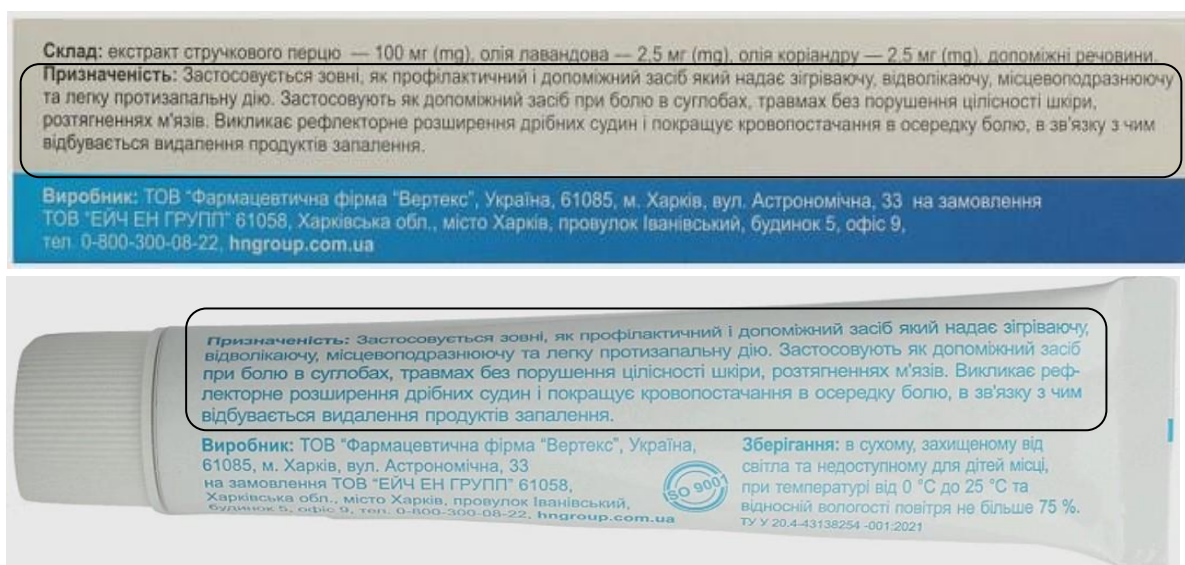 Склад: екстракт стручкового перцю — 100 мг (mg), олія лавандова — 2,5 мг (mg), олія коріандру — 2,5 мг (mg), допоміжні речовини.
Призначеність: Застосовується зовні, як профілактичний і допоміжний засіб який надає зігріваючу, відволікаючу, місцевоподразнюючу
та легку протизапальну дію. Застосовують як допоміжний засіб при болю в суглобах, травмах без порушення цілісності шкіри,
розтягненнях м'язів. Викликає рефлекторне розширення дрібних судин і покращує кровопостачання в осередку болю, в зв'язку з чим
відбувається видалення продуктів запалення.
Виробник: ТОВ "Фармацевтична фірма "Вертекс", Україна, 61085, м. Харків, вул. Астрономічна, 33 на замовлення
ТОВ "ЕЙЧ ЕН ГРУПП" 61058, Харківська обл., місто Харків, провулок Іванівський, будинок 5, офіс 9,
тел. 0-800-300-08-22, hngroup.com.ua
Призначеність: Застосовується зовні, як профілактичний і допоміжний засіб який надає зігріваючу,
відволікаючу, місцевоподразнюючу та легку протизапальну дію. Застосовують як допоміжний засіб
при болю в суглобах, травмах без порушення цілісності шкіри, розтягненнях м'язів. Викликає реф-
лекторне розширення дрібних судин і покращує кровопостачання в осередку болю, в зв'язку з чим
відбувається видалення продуктів запалення.
Виробник: ТОВ "Фармацевтична фірма "Вертекс", Україна,
61085, м. Харків, вул. Астрономічна, 33
на замовлення ТОВ "ЕЙЧ ЕН ГРУПП" 61058,
Харківська обл., місто Харків, провулок Іванівський,
будинок 5, офіс 9, тел. 0-800-300-08-22, hngroup.com.ua
ISO 9001
Зберігання: в сухому, захищеному від
світла та недоступному для дітей місці,
при температурі від 0 °C до 25 °C та
відносній вологості повітря не більше 75 %.
ТУ У 20.4-43138254 -001:2021